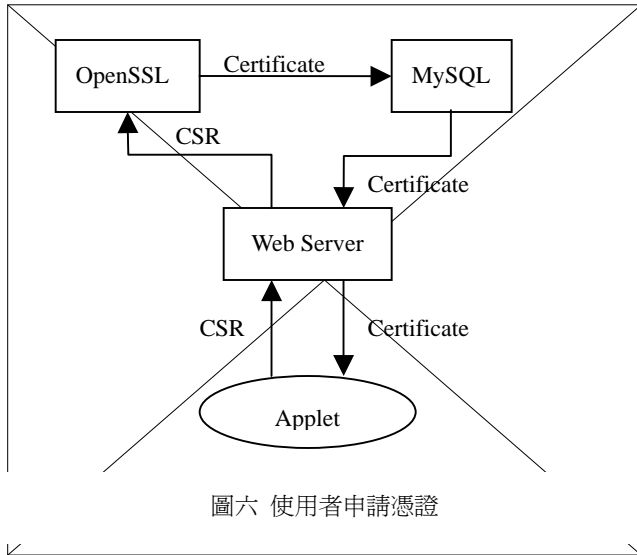 OpenSSL
Certificate
MySQL
CSR
Certificate
Web Server
CSR
Certificate
Applet
圖六 使用者申請憑證